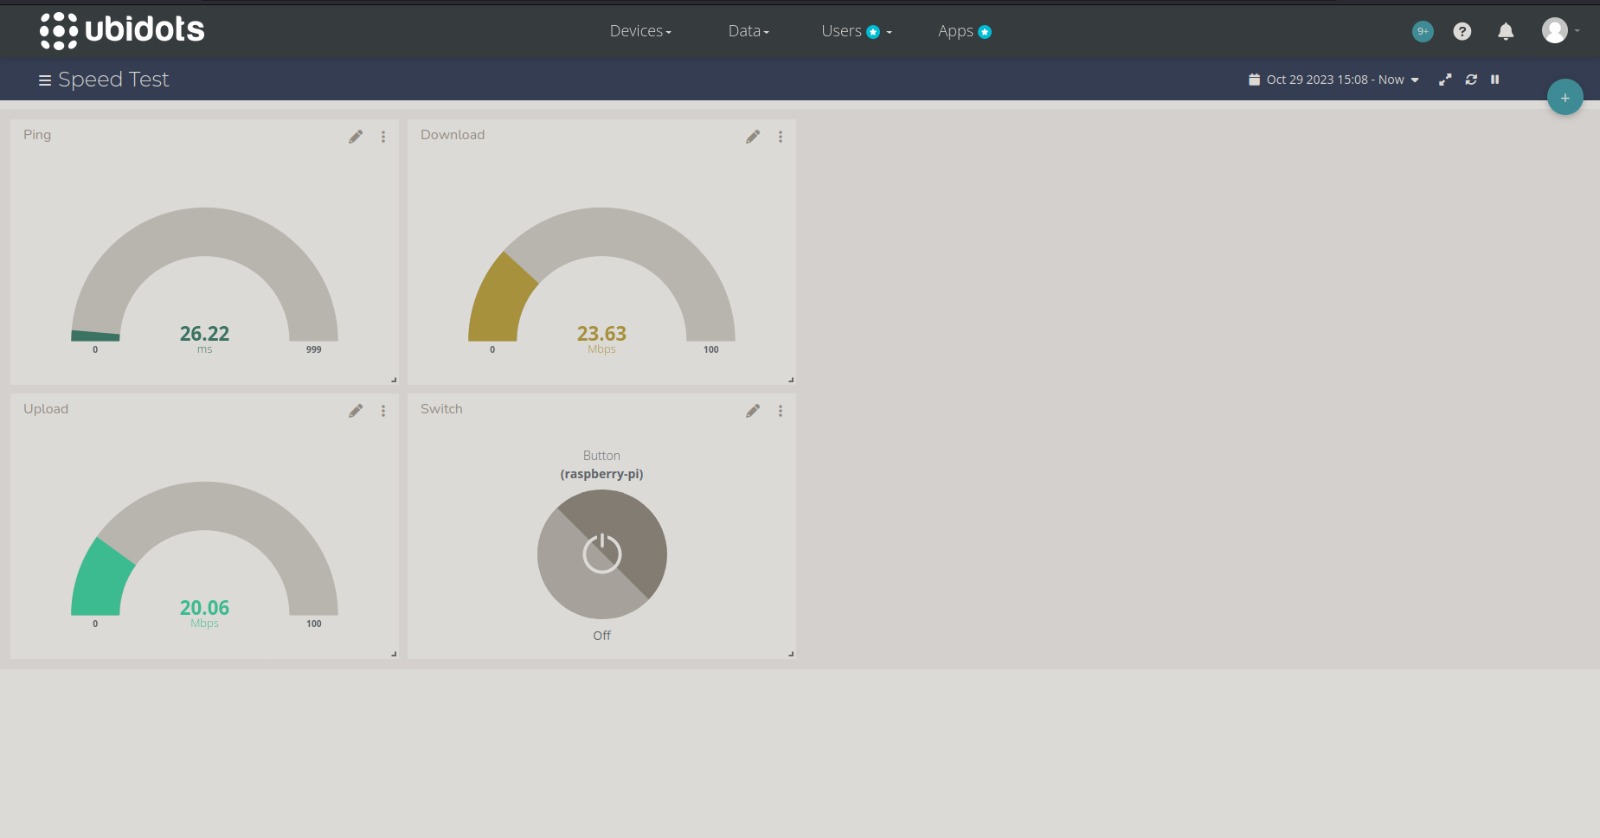 ubidots
Devices
Data
Users
Apps
9+
?
Speed Test
Oct 29 2023 15:08 - Now
+
Ping
26.22
ms
0
999
Download
23.63
Mbps
0
100
Upload
20.06
Mbps
0
100
Switch
Button
(raspberry-pi)
Off